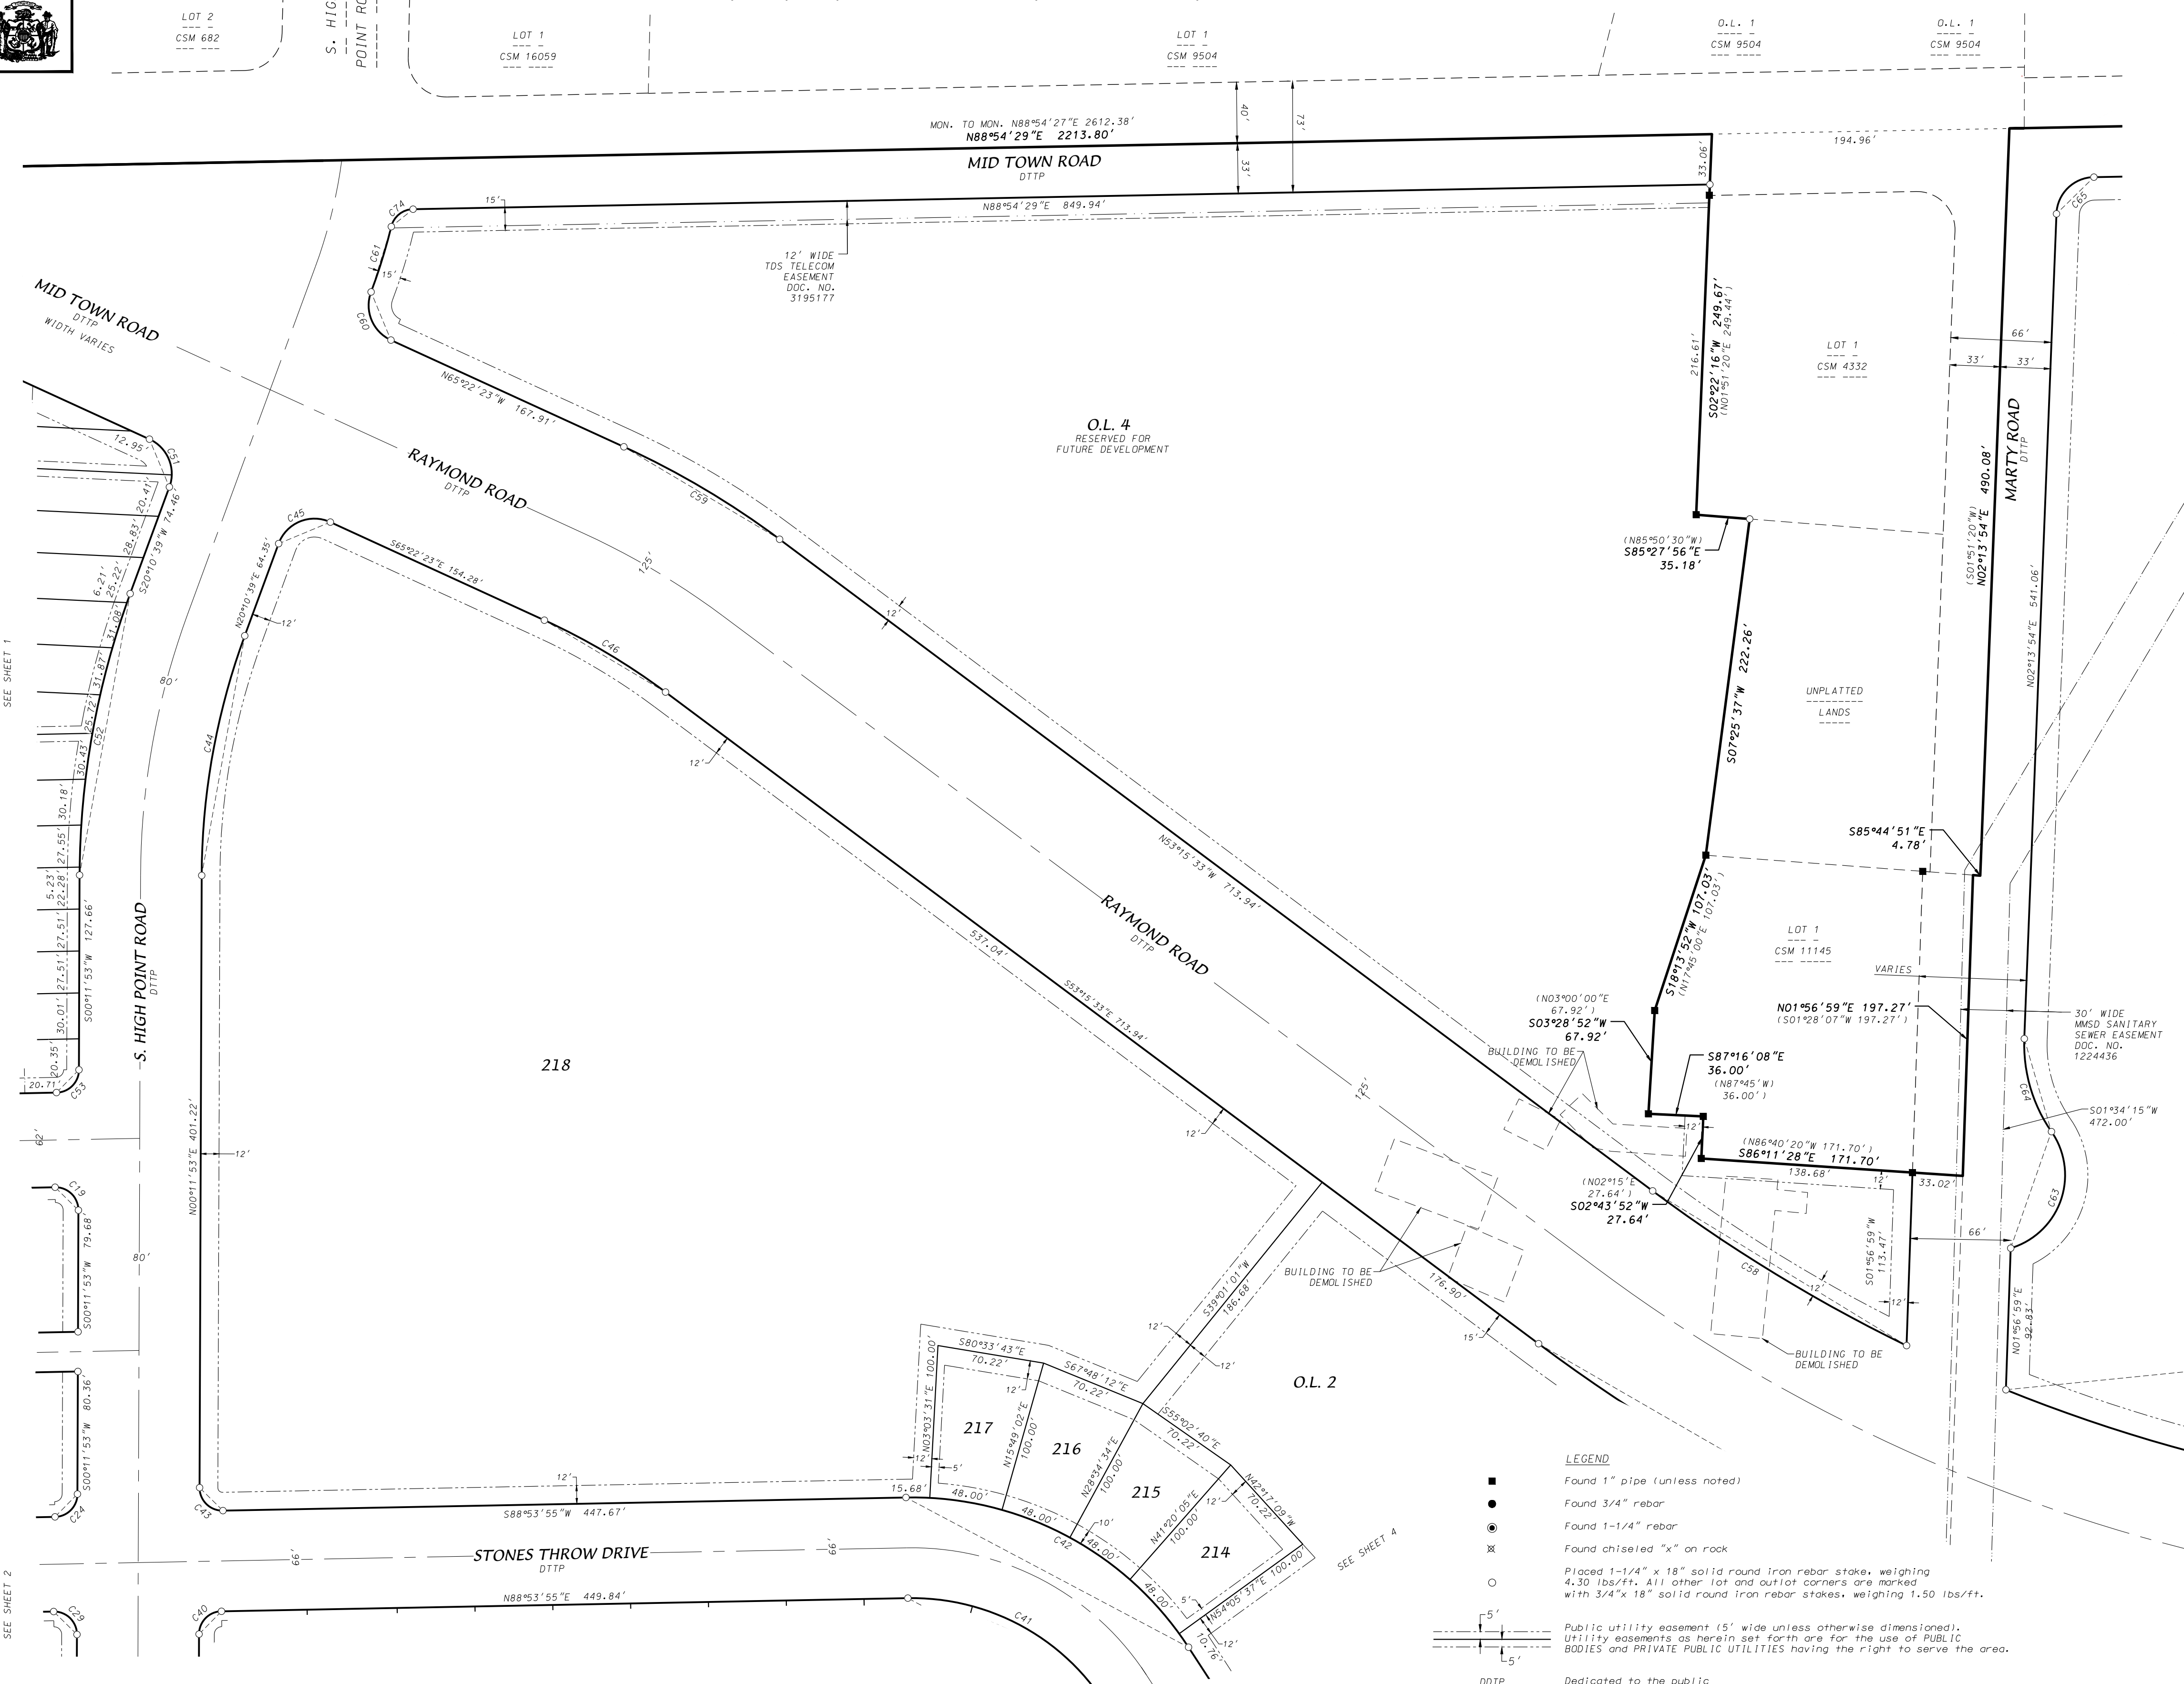 LOT 2
CSM 682
S. HIG
POINT RO
LOT 1
CSM 16059
LOT 1
CSM 9504
O.L. 1
CSM 9504
O.L. 1
CSM 9504
MON. TO MON. N88°54'27"E 2612.38'
N88°54'29"E 2213.80'
MID TOWN ROAD
DTTP
40'
73'
33'
33.06'
194.96'
C74
15'
N88°54'29"E 849.94'
C65
C61
15'
12' WIDE
TDS TELECOM
EASEMENT
DOC. NO.
3195177
C60
MID TOWN ROAD
DTTP
WIDTH VARIES
N65°22'23"W 167.91'
216.61'
S02°22'16"W 249.67'
(N01°51'20"E 249.44')
LOT 1
CSM 4332
66'
33'
33'
MARTY ROAD
DTTP
O.L. 4
RESERVED FOR
FUTURE DEVELOPMENT
12.95'
C51
RAYMOND ROAD
DTTP
C59
125'
20.41'
28.83'
25.22'
6.21'
S20°10'39"W 74.46'
C45
N20°10'39"E 64.35'
12'
S65°22'23"E 154.28'
C46
12'
(N85°50'30"W)
S85°27'56"E
35.18'
(S01°51'20"W)
N02°13'54"E 490.08'
N02°13'54"E 541.06'
SEE SHEET 1
31.08'
31.87'
25.72'
C52
30.43'
30.18'
27.55'
80'
C44
12'
S07°25'37"W 222.26'
UNPLATTED
LANDS
S85°44'51"E
4.78'
N53°15'33"W 713.94'
RAYMOND ROAD
DTTP
5.23'
22.28'
27.51'
27.51'
30.01'
20.35'
S00°11'53"W 127.66'
S. HIGH POINT ROAD
DTTP
537.04'
S53°15'33"E 713.94'
S18°13'52"W 107.03'
(N17°45'00"E 107.03')
LOT 1
CSM 11145
VARIES
(N03°00'00"E
67.92')
S03°28'52"W
67.92'
N01°56'59"E 197.27'
(S01°28'07"W 197.27')
30' WIDE
MMSD SANITARY
SEWER EASEMENT
DOC. NO.
1224436
BUILDING TO BE
DEMOLISHED
S87°16'08"E
36.00'
(N87°45'W)
36.00')
218
20.71'
C53
125'
C64
S01°34'15"W
472.00'
62'
N00°11'53"E 401.22'
12'
12'
12'
(N86°40'20"W 171.70')
S86°11'28"E 171.70'
138.68'
12'
33.02'
(N02°15'E
27.64')
S02°43'52"W
27.64'
C63
C19
S00°11'53"W 79.68'
80'
66'
S01°56'59"W
113.47'
BUILDING TO BE
DEMOLISHED
S39°01'01"W
186.68'
176.90'
C58
12'
12'
12'
12'
15'
BUILDING TO BE
DEMOLISHED
N01°56'59"E
92.83'
S00°11'53"W 80.36'
C24
S80°33'43"E
70.22'
N03°03'31"E 100.00'
12'
S67°48'12"E
70.22'
O.L. 2
217
N15°49'02"E
100.00'
216
N28°34'34"E
100.00'
S55°02'40"E
70.22'
12'
5'
215
N41°20'05"E
100.00'
12'
N42°17'09"W
70.22'
C43
12'
S88°53'55"W 447.67'
15.68'
48.00'
48.00'
10'
C42
48.00'
48.00'
214
N54°05'37"E 100.00'
5'
12'
10.76'
SEE SHEET 4
66'
STONES THROW DRIVE
DTTP
66'
SEE SHEET 2
C29
C40
N88°53'55"E 449.84'
C41
LEGEND
Found 1" pipe (unless noted)
Found 3/4" rebar
Found 1-1/4" rebar
Found chiseled "x" on rock
Placed 1-1/4" x 18" solid round iron rebar stake, weighing
4.30 lbs/ft. All other lot and outlot corners are marked
with 3/4"x 18" solid round iron rebar stakes, weighing 1.50 lbs/ft.
5'
5'
Public utility easement (5' wide unless otherwise dimensioned).
Utility easements as herein set forth are for the use of PUBLIC
BODIES and PRIVATE PUBLIC UTILITIES having the right to serve the area.
DDTP Dedicated to the public